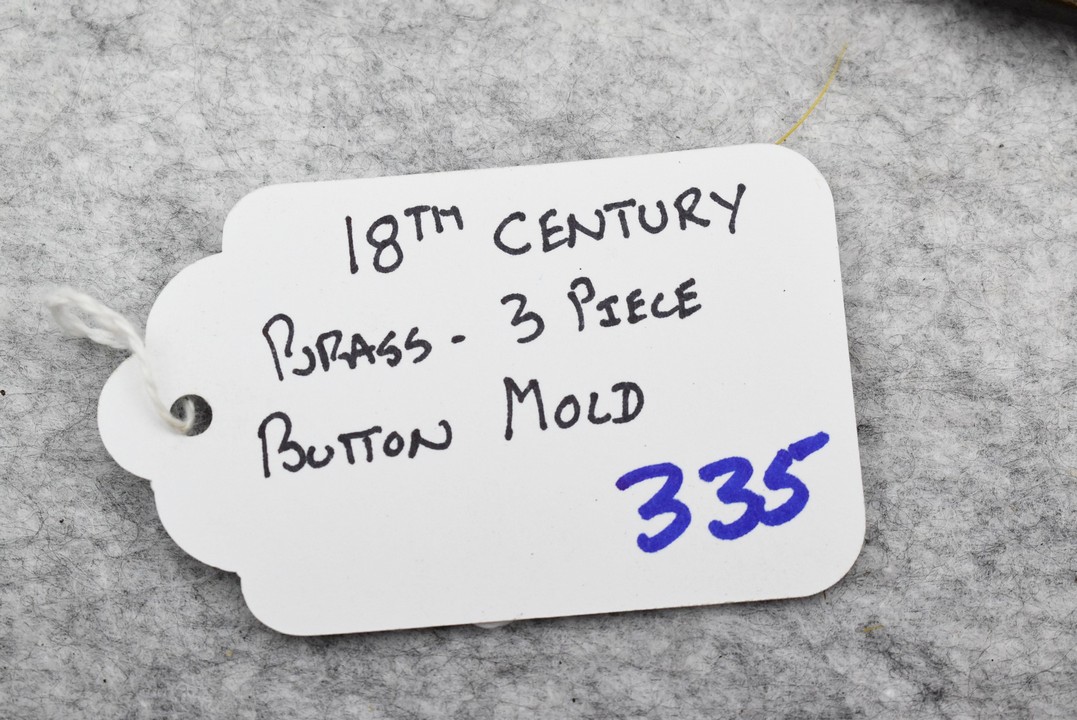 18TH CENTURY
BRASS - 3 PIECE
BUTTON MOLD
335